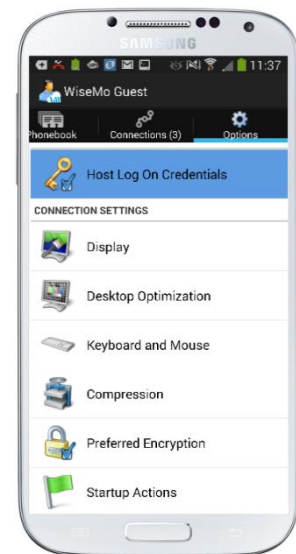 SAMSUNG
11:37
WiseMo Guest
Phonebook
Connections (3)
Options
Host Log On Credentials
CONNECTION SETTINGS
Display
Desktop Optimization
Keyboard and Mouse
Compression
Preferred Encryption
Startup Actions